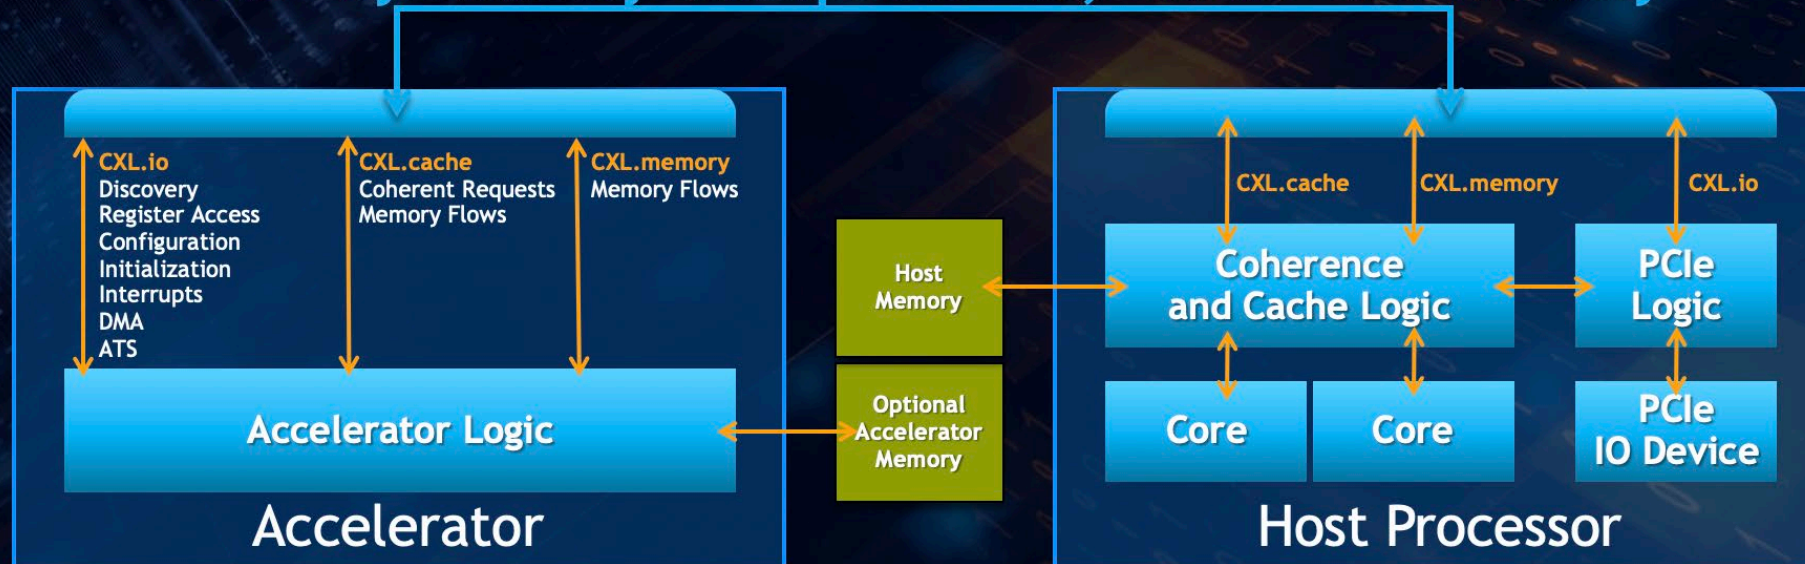 CXL.io
Discovery
Register Access
Configuration
Initialization
Interrupts
DMA
ATS
CXL.cache
Coherent Requests
Memory Flows
CXL.memory
Memory Flows
Accelerator Logic
Accelerator
Host
Memory
Optional
Accelerator
Memory
CXL.cache
CXL.memory
CXL.io
Coherence
and Cache Logic
PCIe
Logic
Core
Core
PCIe
IO Device
Host Processor